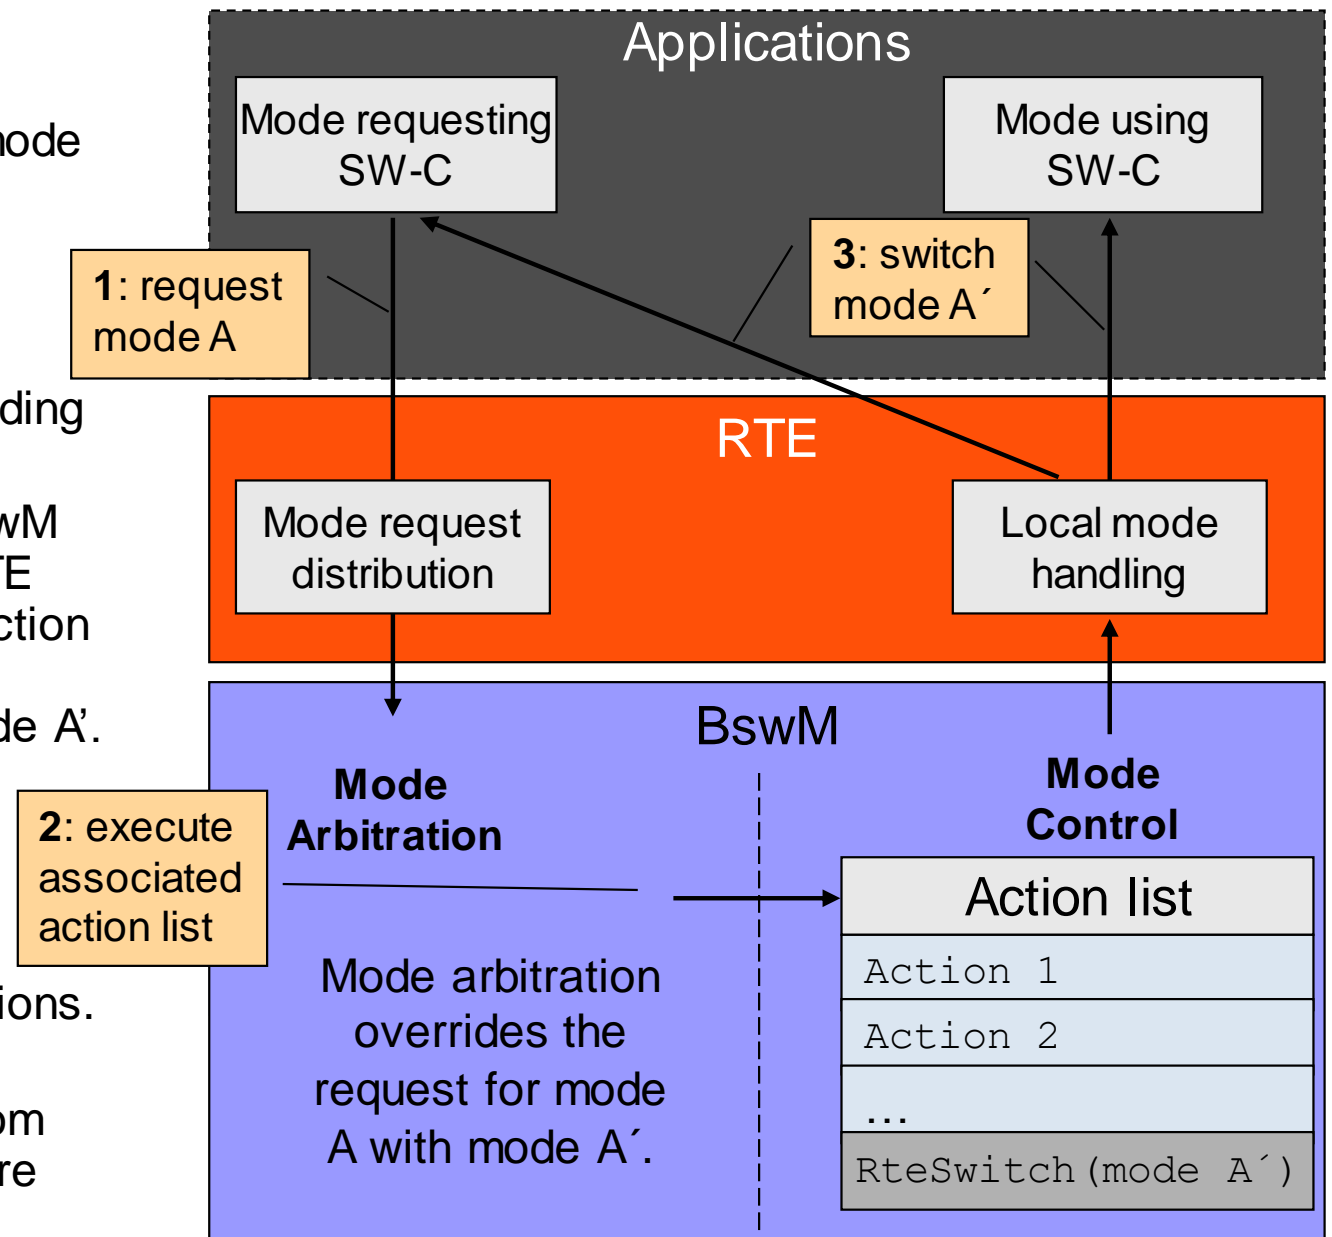 Applications
Mode requesting
SW-C
Mode using
SW-C
1: request
mode A
3: switch
mode A´
RTE
Mode request
distribution
Local mode
handling
BswM
Mode
Arbitration
Mode
Control
2: execute
associated
action list
Action list
Action 1
Action 2
...
RteSwitch(mode A´)
Mode arbitration
overrides the
request for mode
A with mode A´.
de A'.